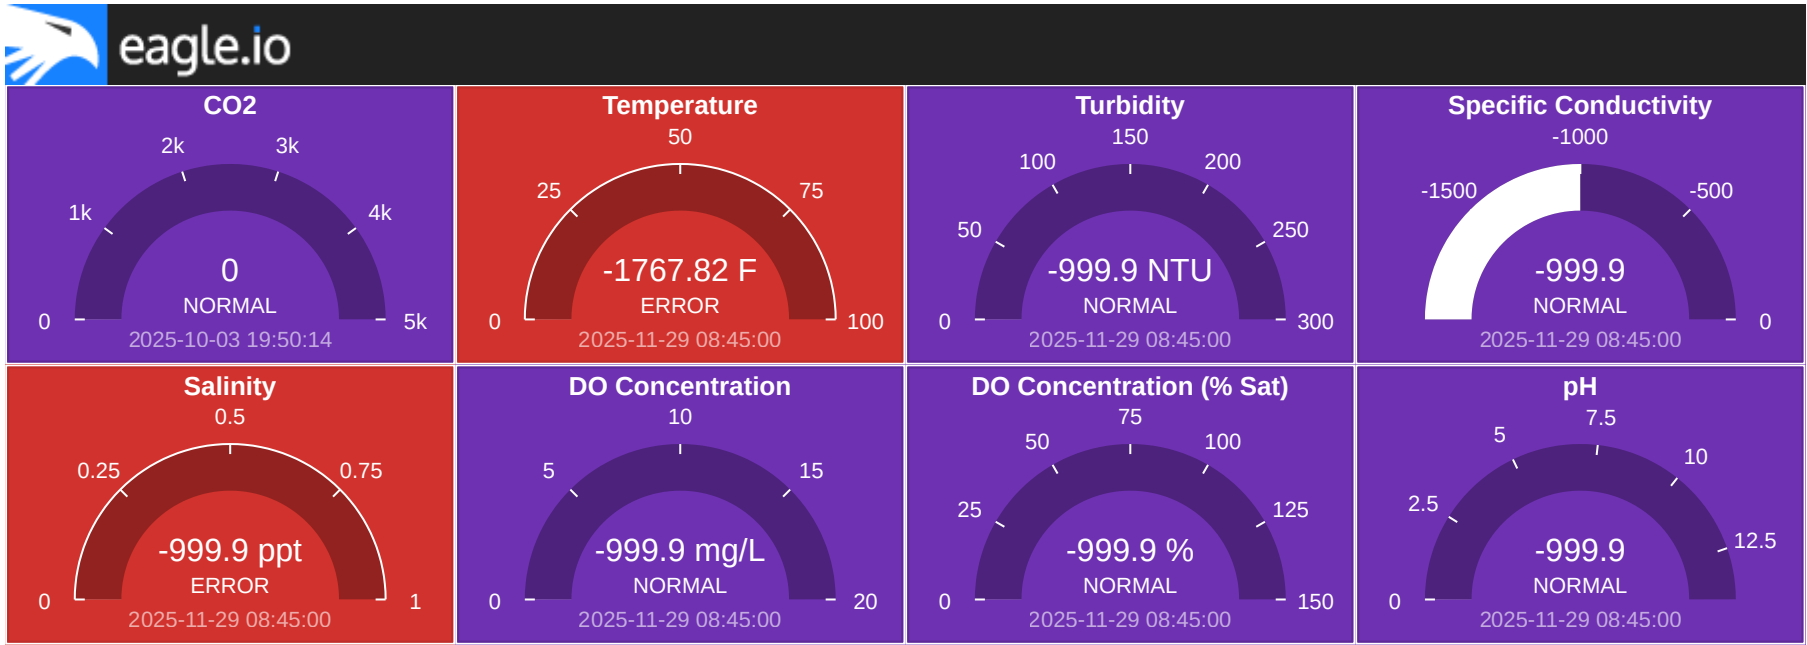 eagle.io
CO2
2k
3k
1k
4k
0
NORMAL
0
5k
2025-10-03 19:50:14
Temperature
50
25
75
-1767.82 F
ERROR
0
100
2025-11-29 08:45:00
Turbidity
150
100
200
50
250
-999.9 NTU
NORMAL
0
300
2025-11-29 08:45:00
Specific Conductivity
-1000
-1500
-500
-999.9
NORMAL
0
2025-11-29 08:45:00
Salinity
0.5
0.25
0.75
-999.9 ppt
ERROR
0
1
2025-11-29 08:45:00
DO Concentration
10
5
15
-999.9 mg/L
NORMAL
0
20
2025-11-29 08:45:00
DO Concentration (% Sat)
75
50
100
25
125
-999.9 %
NORMAL
0
150
2025-11-29 08:45:00
pH
7.5
5
10
2.5
12.5
-999.9
NORMAL
0
2025-11-29 08:45:00